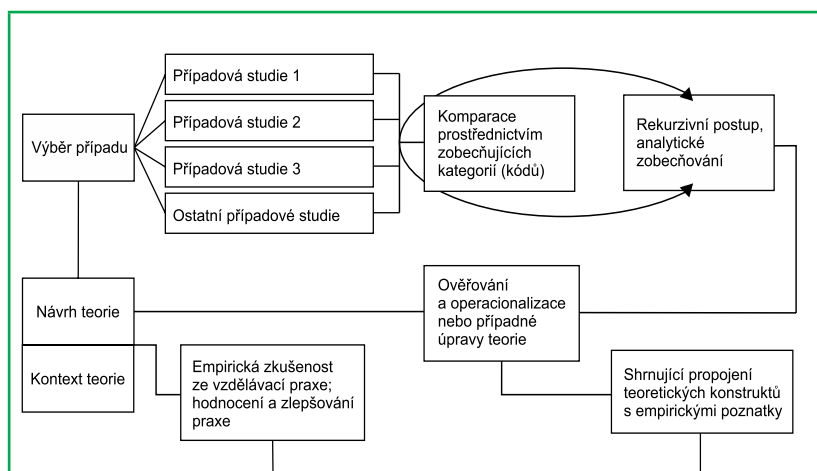 Případová studie 1
Případová studie 2
Výběr případu
Případová studie 3
Ostatní případové studie
Komparace
prostřednictvím
zobecňujících
kategorií (kódů)
Rekurzivní postup,
analytické
zobecňování
Návrh teorie
Kontext teorie
Ověřování
a operacionalizace
nebo případné
úpravy teorie
Empirická zkušenost
ze vzdělávací praxe;
hodnocení a zlepšování
praxe
Shrnující propojení
teoretických konstruktů
s empirickými poznatky